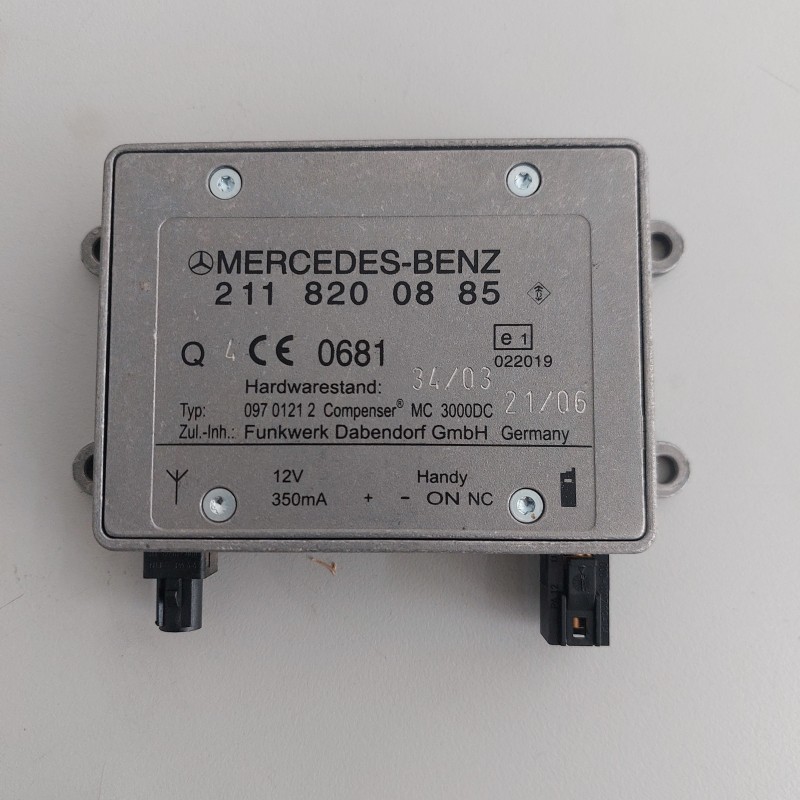 MERCEDES-BENZ
211 820 08 85
Q 4 CE 0681 e1
022019
Hardwarestand: 34/03
Typ: 097 0121 2 Compenser® MC 3000DC 21/06
Zul.-Inh.: Funkwerk Dabendorf GmbH Germany
12V Handy
350mA + - ON NC